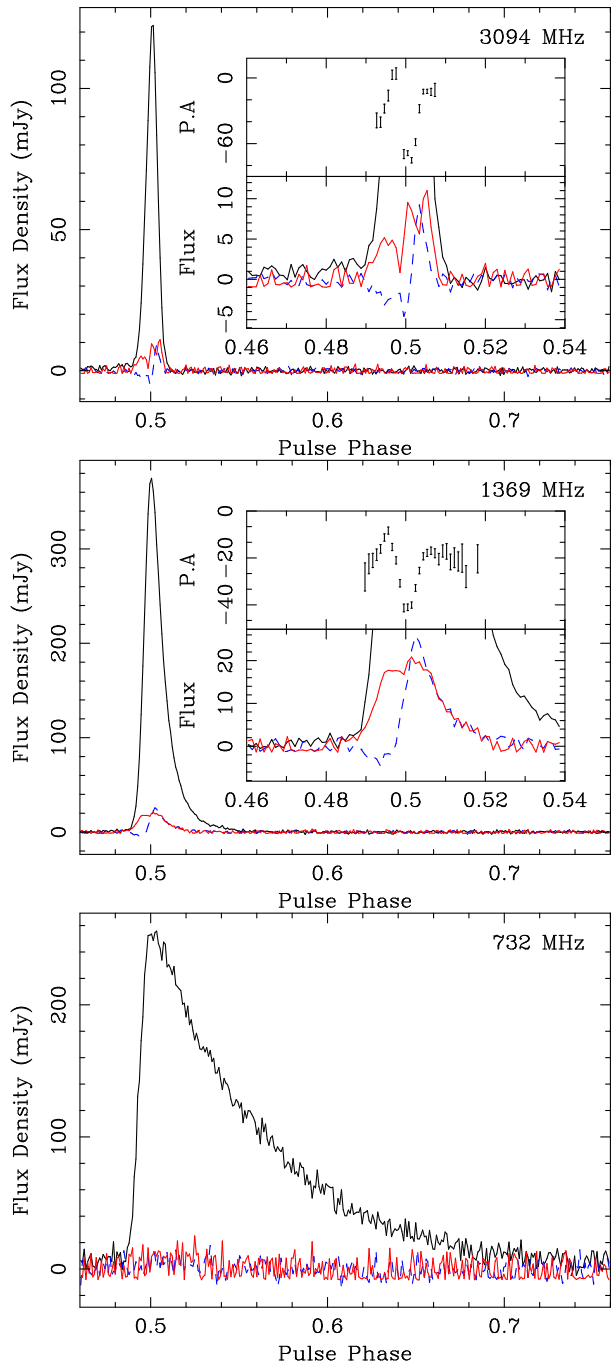 3094 MHz
0
−60
P.A
100
50
0
Flux Density (mJy)
10
5
0
−5
Flux
0.46 0.48 0.5 0.52 0.54
0.5 0.6 0.7
Pulse Phase
1369 MHz
0
−20
−40
P.A
300
200
100
0
Flux Density (mJy)
20
0
Flux
0.46 0.48 0.5 0.52 0.54
0.5 0.6 0.7
Pulse Phase
732 MHz
200
100
0
Flux Density (mJy)
0.5 0.6 0.7
Pulse Phase